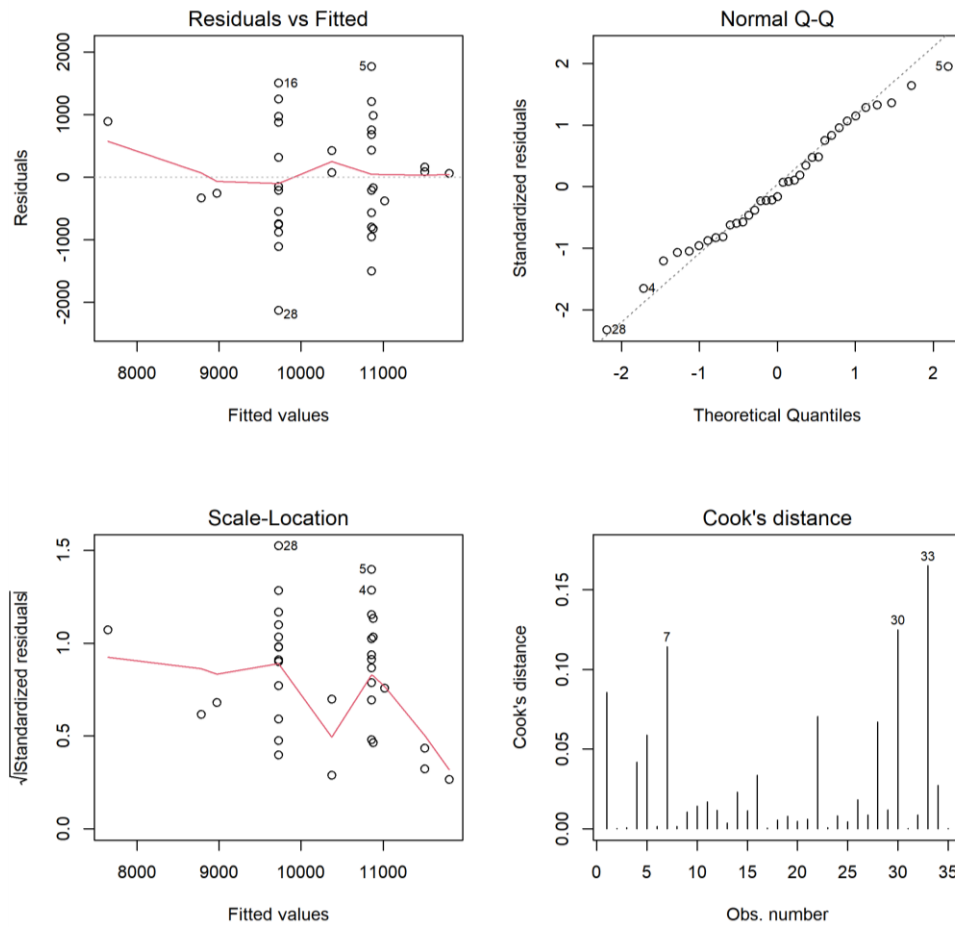 Residuals vs Fitted
Residuals
2000
1000
0
-1000
-2000
16
5
28
8000 9000 10000 11000
Fitted values
Normal Q-Q
Standardized residuals
2
1
0
-1
-2
5
4
28
-2 -1 0 1 2
Theoretical Quantiles
Scale-Location
√|Standardized residuals|
1.5
1.0
0.5
0.0
28
5
4
8000 9000 10000 11000
Fitted values
Cook's distance
Cook's distance
0.15
0.10
0.05
0.00
7
30
33
0 5 10 15 20 25 30 35
Obs. number